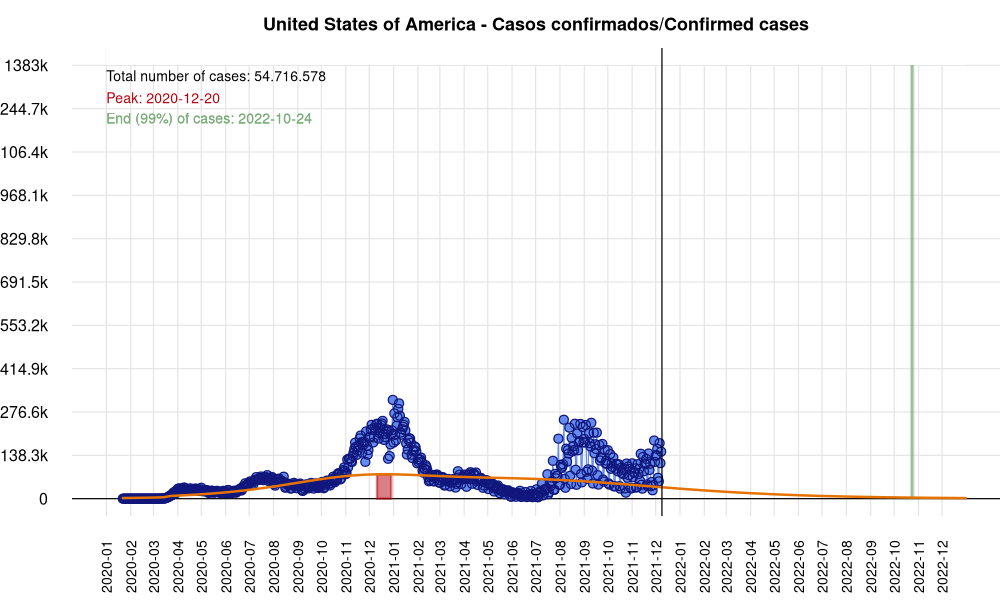 United States of America - Casos confirmados/Confirmed cases
1383k
Total number of cases: 54.716.578
Peak: 2020-12-20
244.7k
End (99%) of cases: 2022-10-24
106.4k
968.1k
829.8k
691.5k
553.2k
414.9k
276.6k
138.3k
0
2020-01
2020-02
2020-03
2020-04
2020-05
2020-06
2020-07
2020-08
2020-09
2020-10
2020-11
2020-12
2021-01
2021-03
2021-04
2021-05
2021-06
2021-07
2021-08
2021-09
2021-10
2021-11
2021-12
2022-01
2022-02
2022-03
2022-04
2022-05
2022-06
2022-07
2022-08
2022-09
2022-10
2022-11
2022-12